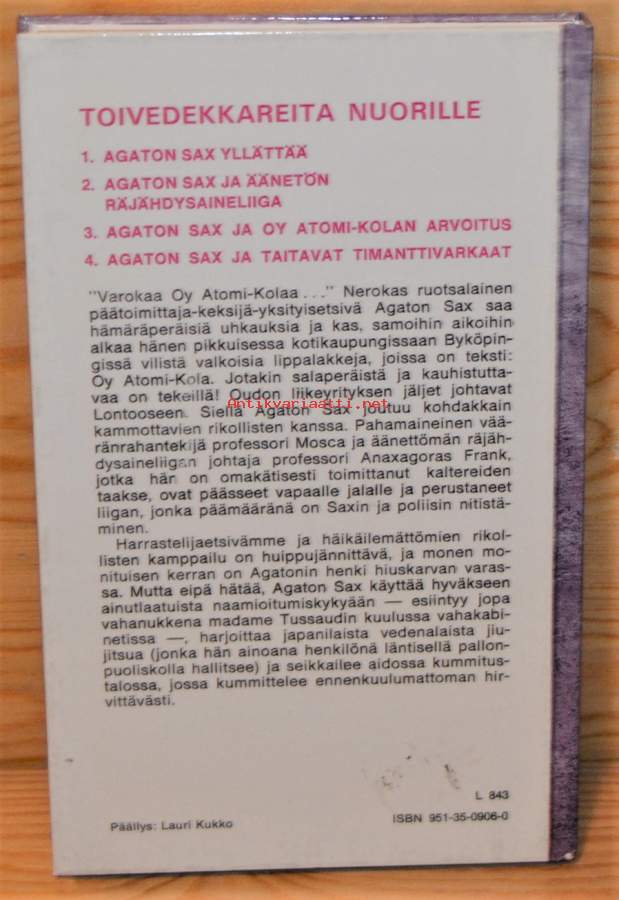 TOIVEDEKKAREITA NUORILLE
1. AGATON SAX YLLÄTTÄÄ
2. AGATON SAX JA ÄÄNETÖN
RÄJÄHDYSAINELIIGA
3. AGATON SAX JA OY ATOMI-KOLAN ARVOITUS
4. AGATON SAX JA TAITAVAT TIMANTTIVARKAAT
"Varokaa Oy Atomi-Kolaa . . ." Nerokas ruotsalainen
päätoimittaja-keksijä-yksityisetsivä Agaton Sax saa
hämäräperäisiä uhkauksia ja kas, samoihin aikoihin
alkaa hänen pikkuisessa kotikaupungissaan Byköpin-
gissä vilistä valkoisia lippalakkeja, joissa on teksti:
Oy Atomi-Kola. Jotakin salaperäistä ja kauhistutta-
vaa on tekeillä! Oudon liikeyrityksen jäljet johtavat
Antikvariaatti.net
Lontooseen. Siellä Agaton Sax joutuu kohdakkain
kammottavien rikollisten kanssa. Pahamaineinen vää-
ränrahantekijä professori Mosca ja äänettömän räjäh-
dysaineliigan johtaja professori Anaxagoras Frank,
jotka hän on omakätisesti toimittanut kaltereiden
taakse, ovat päässeet vapaalle jalalle ja perustaneet
liigan, jonka päämääränä on Saxin ja poliisin nitistä-
minen.
Harrastelijaetsivämme ja häikäilemättömien rikol-
listen kamppailu on huippujännittävä, ja monen mo-
nituisen kerran on Agatonin henki hiuskarvan varas-
sa. Mutta eipä hätää, Agaton Sax käyttää hyväkseen
ainutlaatuista naamioitumiskykyään — esiintyy jopa
vahanukkena madame Tussaudin kuulussa vahakabi-
netissa —, harjoittaa japanilaista vedenalaista jiu-
jitsua (jonka hän ainoana henkilönä läntisellä pallon-
puoliskolla hallitsee) ja seikkailee aidossa kummitus-
talossa, jossa kummittelee ennenkuulumattoman hir-
vittävästi.
L 843
Päällys: Lauri Kukko
ISBN 951-35-0906-0